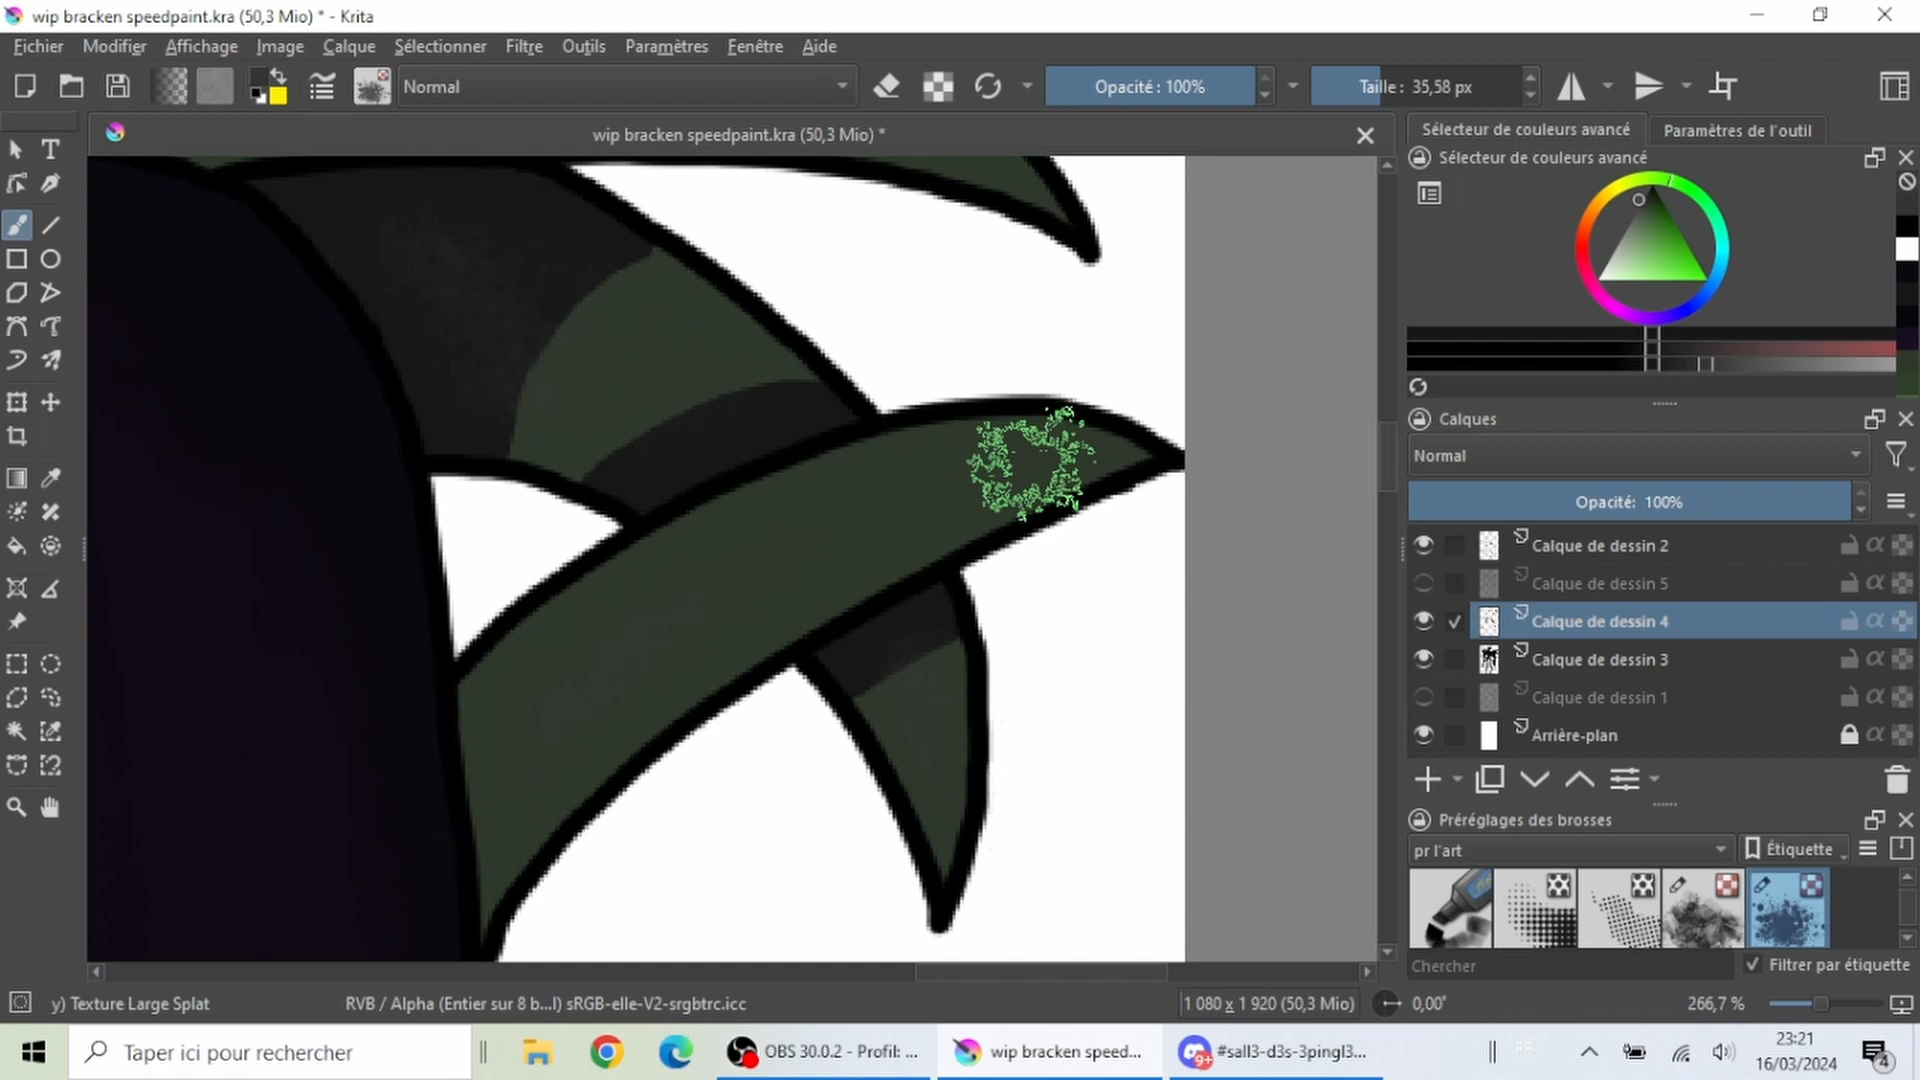 wip bracken speedpaint.kra (50,3 Mio) * - Krita
Fichier Modifier Affichage Image Calque Sélectionner Filtre Outils Paramètres Fenêtre Aide
Normal Opacité : 100% Taille : 35,58 px
wip bracken speedpaint.kra (50,3 Mio) *
Sélecteur de couleurs avancé Paramètres de l'outil
Sélecteur de couleurs avancé
Calques
Normal
Opacité: 100%
Calque de dessin 2
Calque de dessin 5
Calque de dessin 4
Calque de dessin 3
Calque de dessin 1
Arrière-plan
Préréglages des brosses
pr l'art Étiquette
Chercher Filtrer par étiquette
y) Texture Large Splat RVB / Alpha (Entier sur 8 b...l) sRGB-elle-V2-srgbtrc.icc 1 080 x 1 920 (50,3 Mio) 0,00° 266,7 %
Taper ici pour rechercher OBS 30.0.2 - Profil: ... wip bracken speed... 9+ #sall3-d3s-3pingl3... 23:21
16/03/2024 4